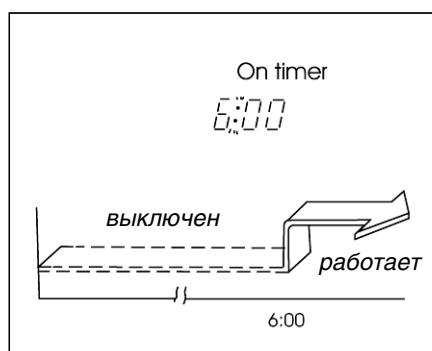 On timer
6:00
выключен
работает
6:00